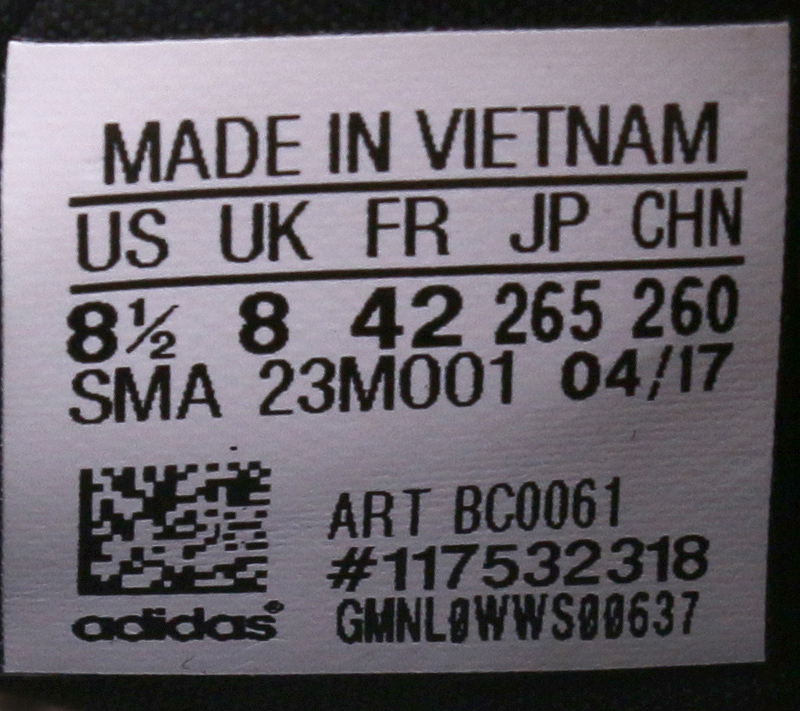 MADE IN VIETNAM
US UK FR JP CHN
8½ 8 42 265 260
SMA 23M001 04/17
ART BC0061
#117532318
adidas® GMNL0WWS00637